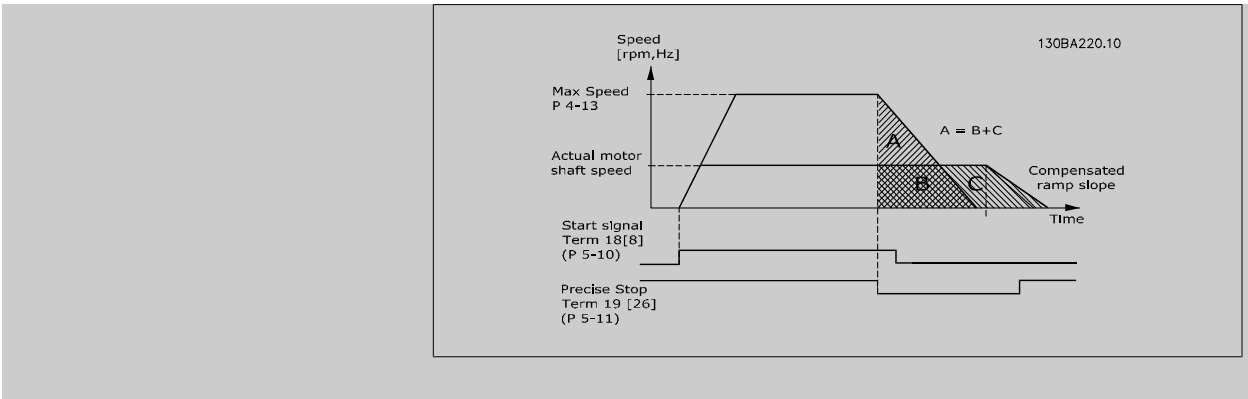 Speed
[rpm,Hz]
130BA220.10
Max Speed
P 4-13
A = B+C
A
Actual motor
shaft speed
B
C
Compensated
ramp slope
Time
Start signal
Term 18[8]
(P 5-10)
Precise Stop
Term 19 [26]
(P 5-11)